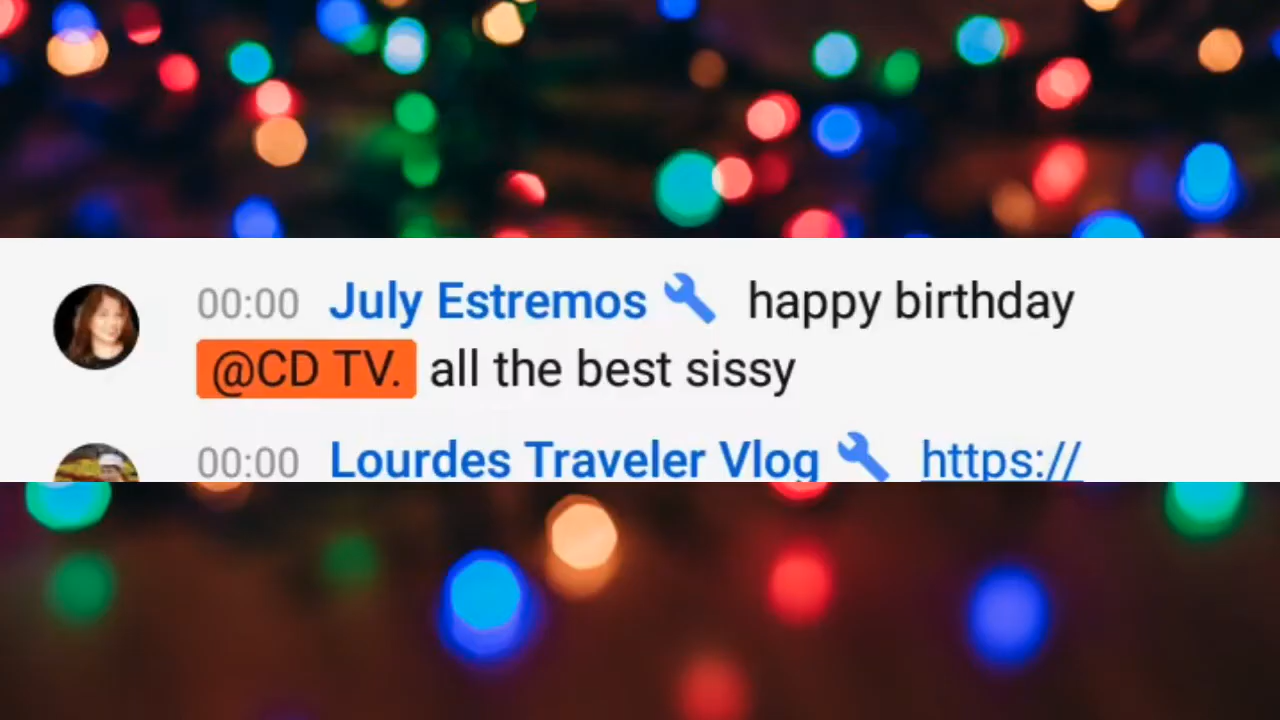 00:00 July Estremos happy birthday
@CD TV. all the best sissy
00:00 Lourdes Traveler Vlog https://